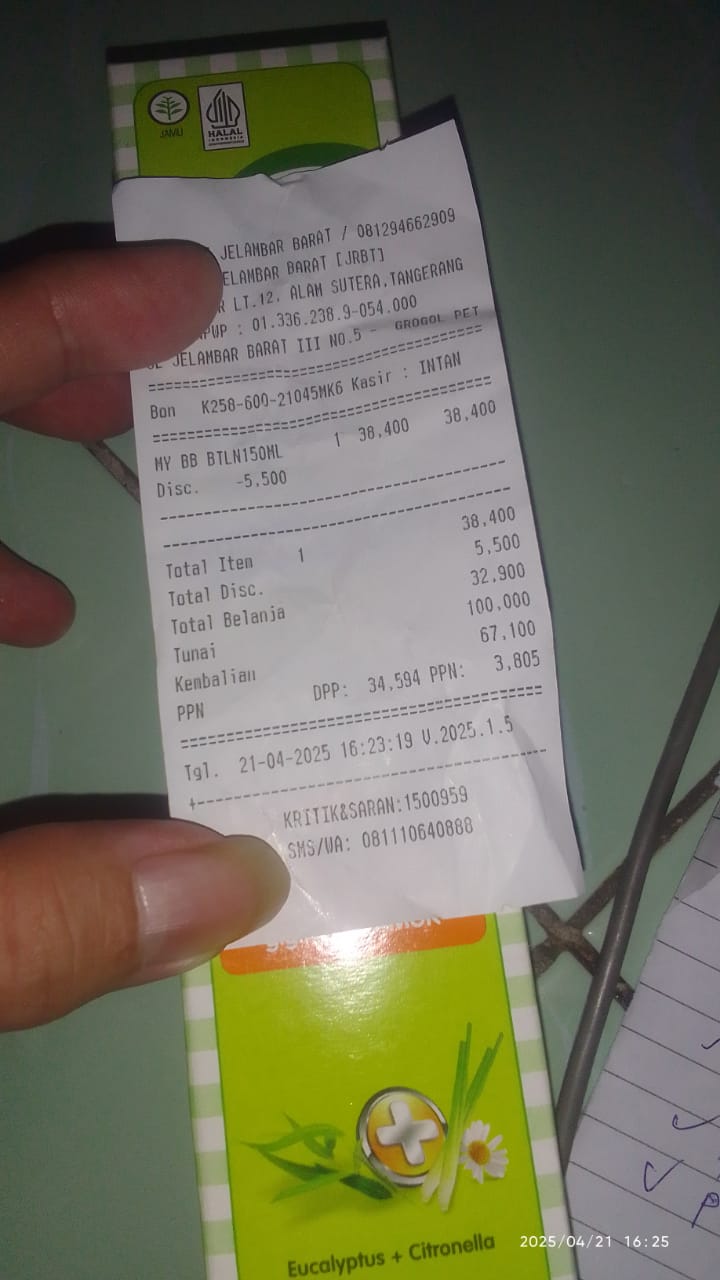 JAMU
HALAL
INDONESIA
JELAMBAR BARAT / 081294662909
ELAMBAR BARAT [JRBT]
LT.12, ALAM SUTERA,TANGERANG
: 01.336.238.9-054.000
JELAMBAR BARAT III NO.5 - GROGOL PET
Bon K258-600-21045MK6 Kasir : INTAN
MY BB BTLN150ML 1 38,400 38,400
Disc. -5,500
Total Item 1 38,400
Total Disc. 5,500
Total Belanja 32,900
Tunai 100,000
Kembalian 67,100
PPN DPP: 34,594 PPN: 3,805
Tgl. 21-04-2025 16:23:19 V.2025.1.5
KRITIK&SARAN:1500959
SMS/WA: 081110640888
Eucalyptus + Citronella
2025/04/21 16:25